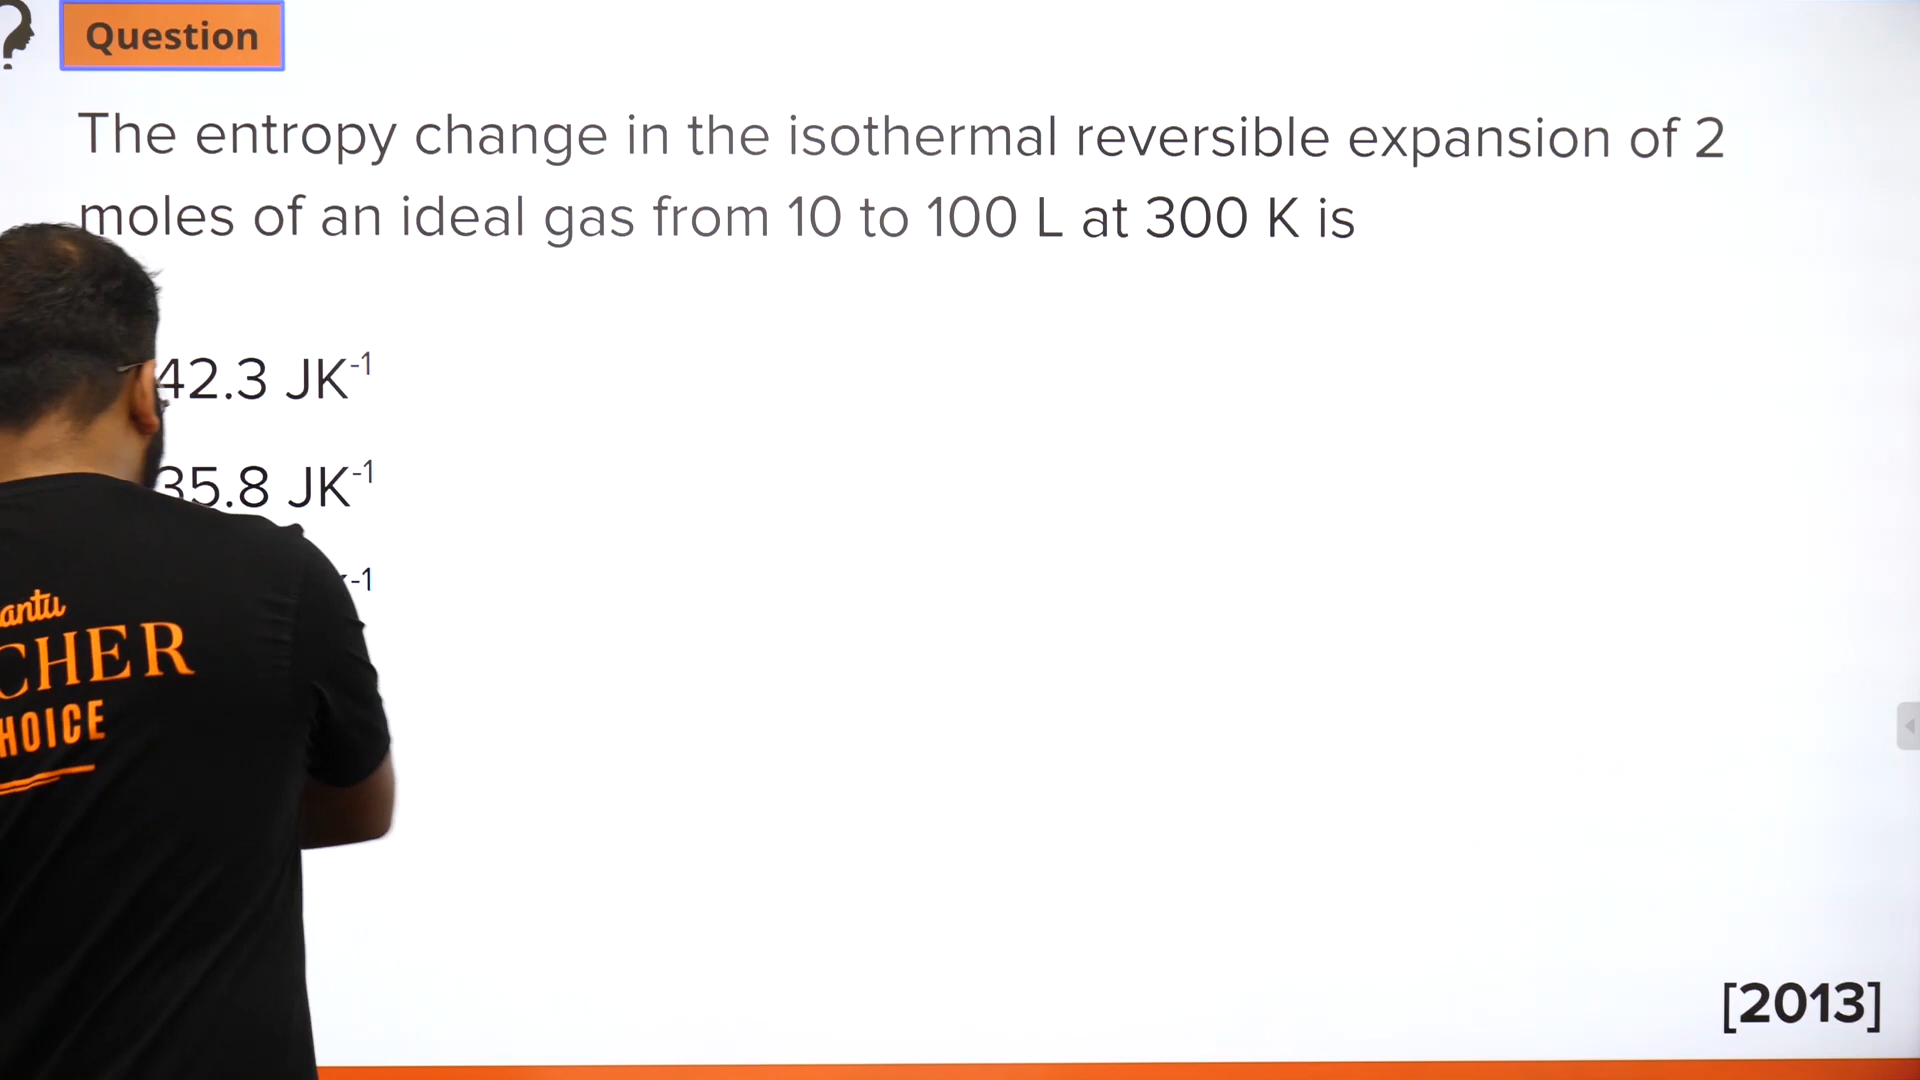 Question
The entropy change in the isothermal reversible expansion of 2
moles of an ideal gas from 10 to 100 L at 300 K is
42.3 JK⁻¹
35.8 JK⁻¹
-1
antu
CHER
HOICE
[2013]